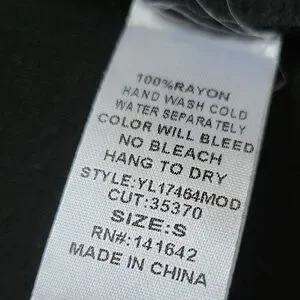 100%RAYON
HAND WASH COLD
WATER SEPARATELY
COLOR WILL BLEED
NO BLEACH
HANG TO DRY
STYLE:YL17464MOD
CUT:35370
SIZE:S
RN#:141642
MADE IN CHINA